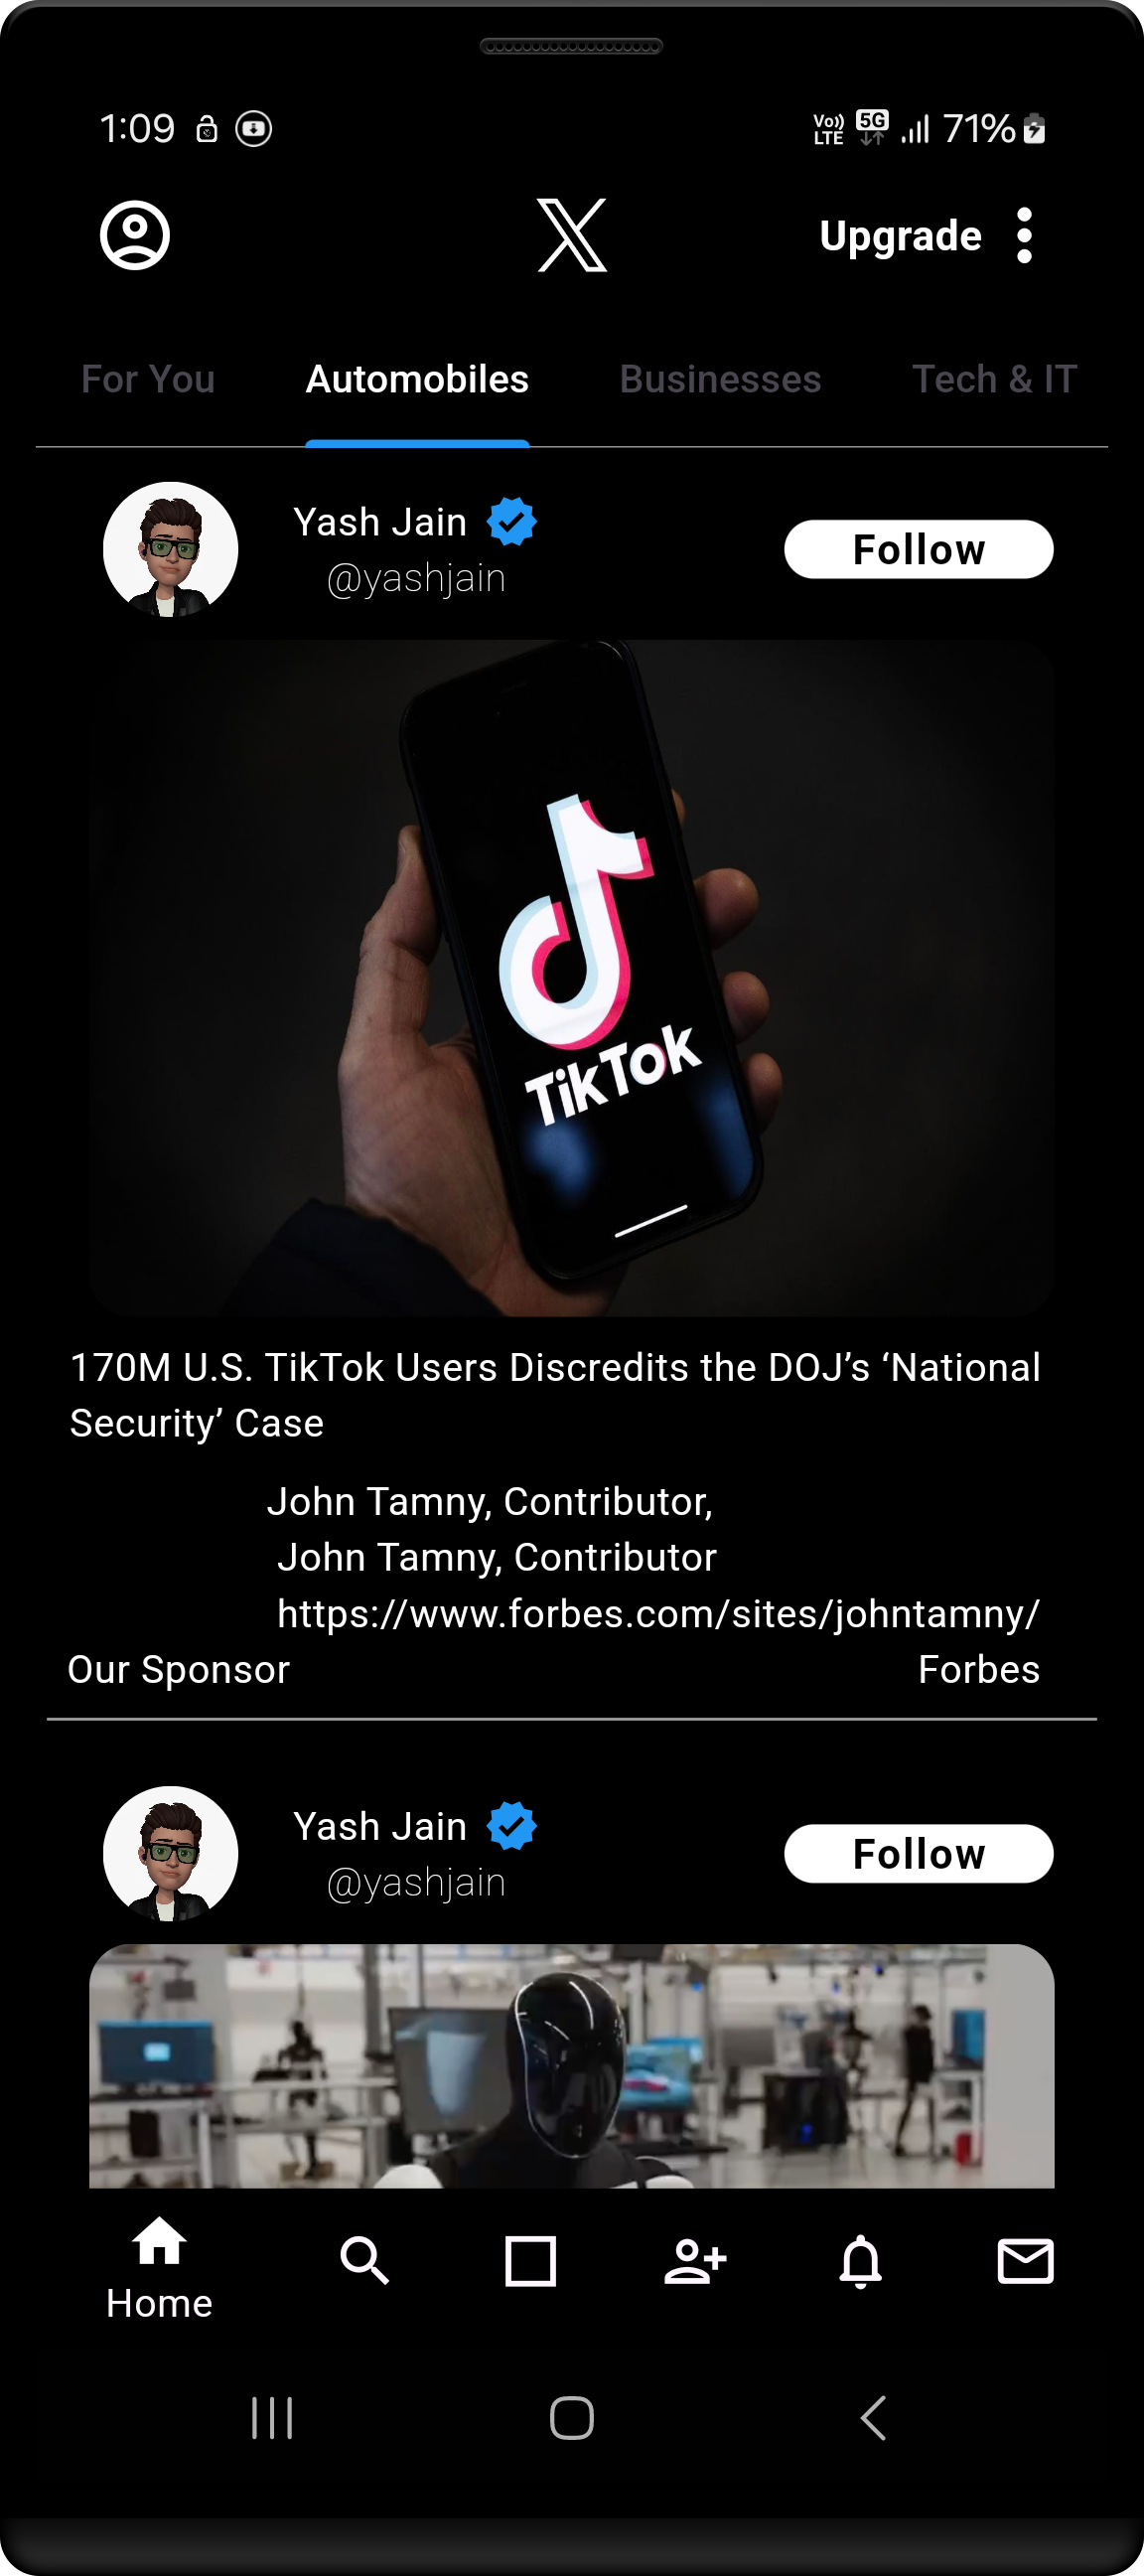 1:09
Vo)) LTE 5G 71%
Upgrade
For You Automobiles Businesses Tech & IT
Yash Jain
@yashjain
Follow
TikTok
170M U.S. TikTok Users Discredits the DOJ’s ‘National
Security’ Case
John Tamny, Contributor,
John Tamny, Contributor
https://www.forbes.com/sites/johntamny/
Our Sponsor Forbes
Yash Jain
@yashjain
Follow
Home